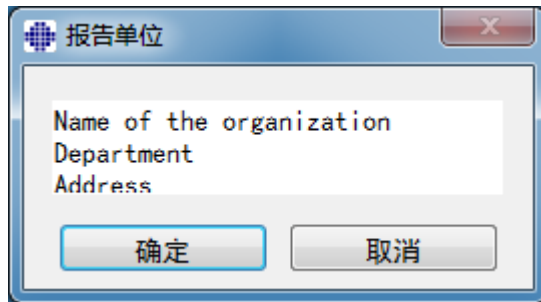 报告单位
Name of the organization
Department
Address
确定
取消